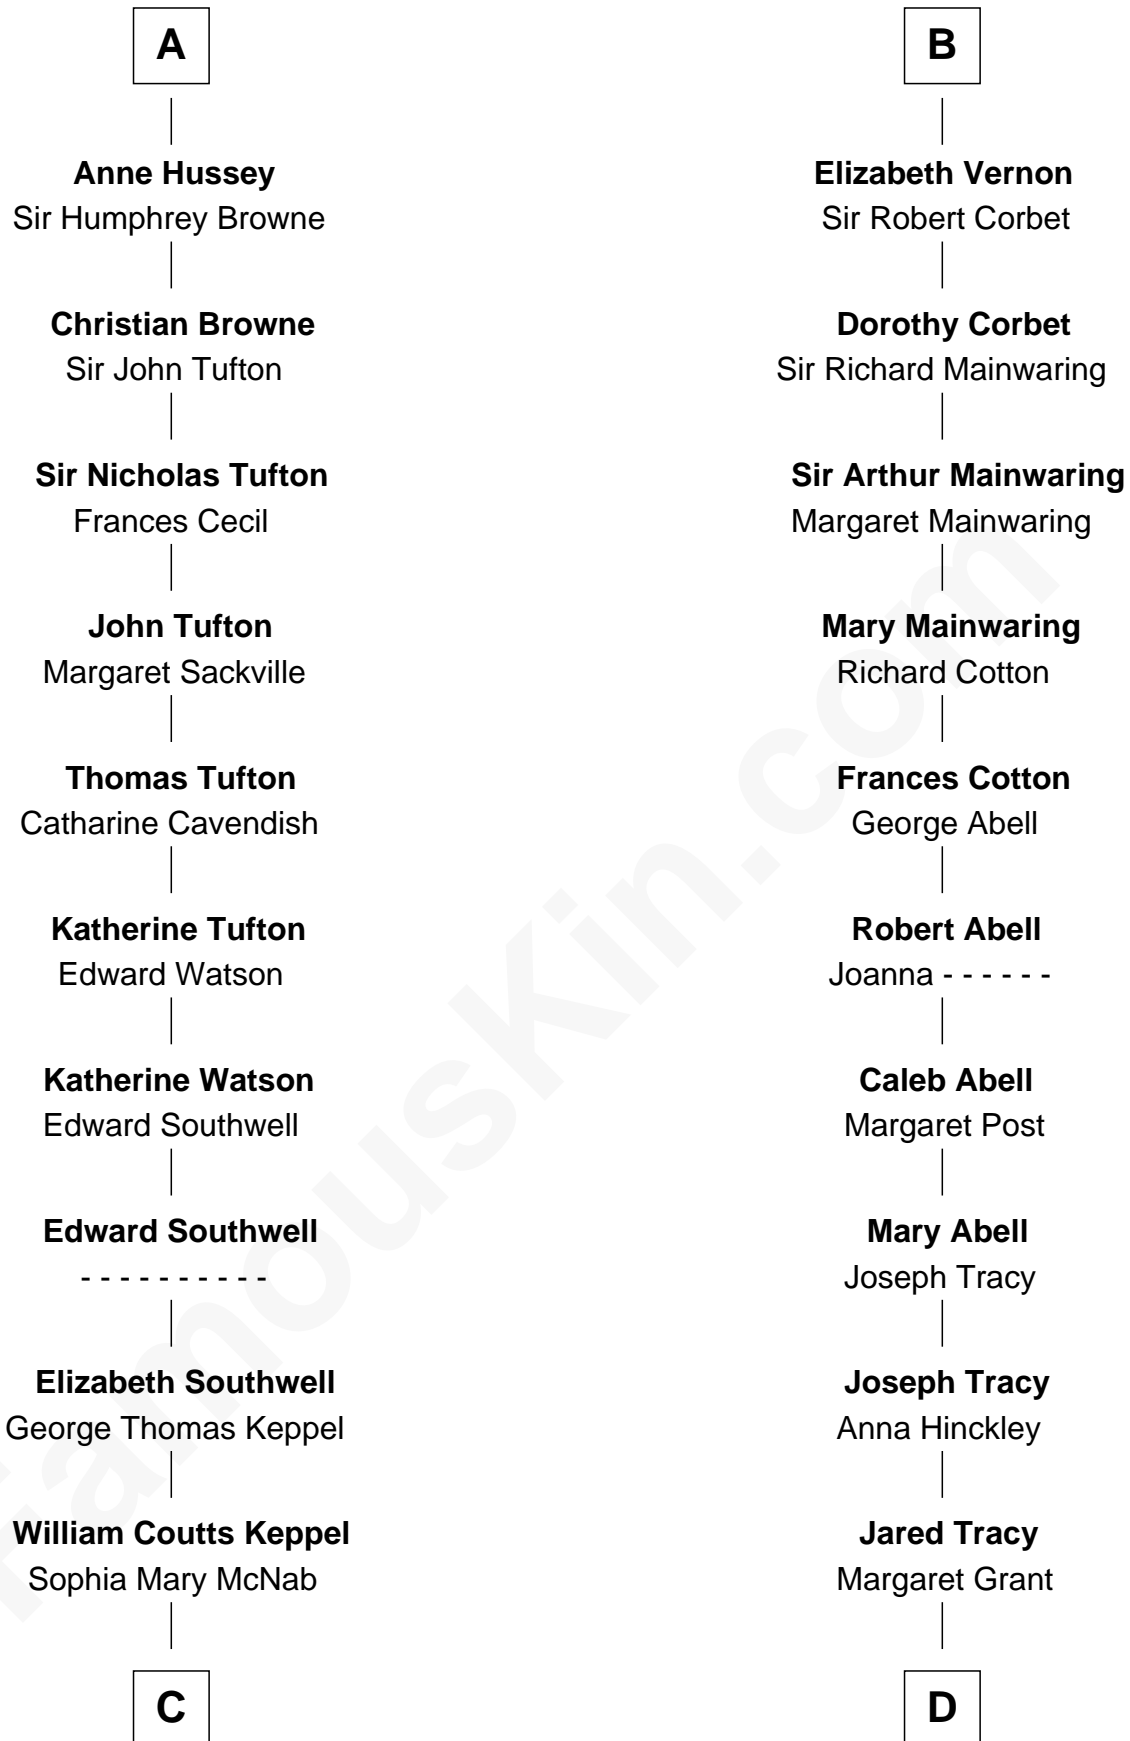 A
Anne Hussey
Sir Humphrey Browne
Christian Browne
Sir John Tufton
Sir Nicholas Tufton
Frances Cecil
John Tufton
Margaret Sackville
Thomas Tufton
Catharine Cavendish
Katherine Tufton
Edward Watson
Katherine Watson
Edward Southwell
Edward Southwell
- - - - - - - - - -
Elizabeth Southwell
George Thomas Keppel
William Coutts Keppel
Sophia Mary McNab
C
B
Elizabeth Vernon
Sir Robert Corbet
Dorothy Corbet
Sir Richard Mainwaring
Sir Arthur Mainwaring
Margaret Mainwaring
Mary Mainwaring
Richard Cotton
Frances Cotton
George Abell
Robert Abell
Joanna - - - - - -
Caleb Abell
Margaret Post
Mary Abell
Joseph Tracy
Joseph Tracy
Anna Hinckley
Jared Tracy
Margaret Grant
D
FamousKin.com